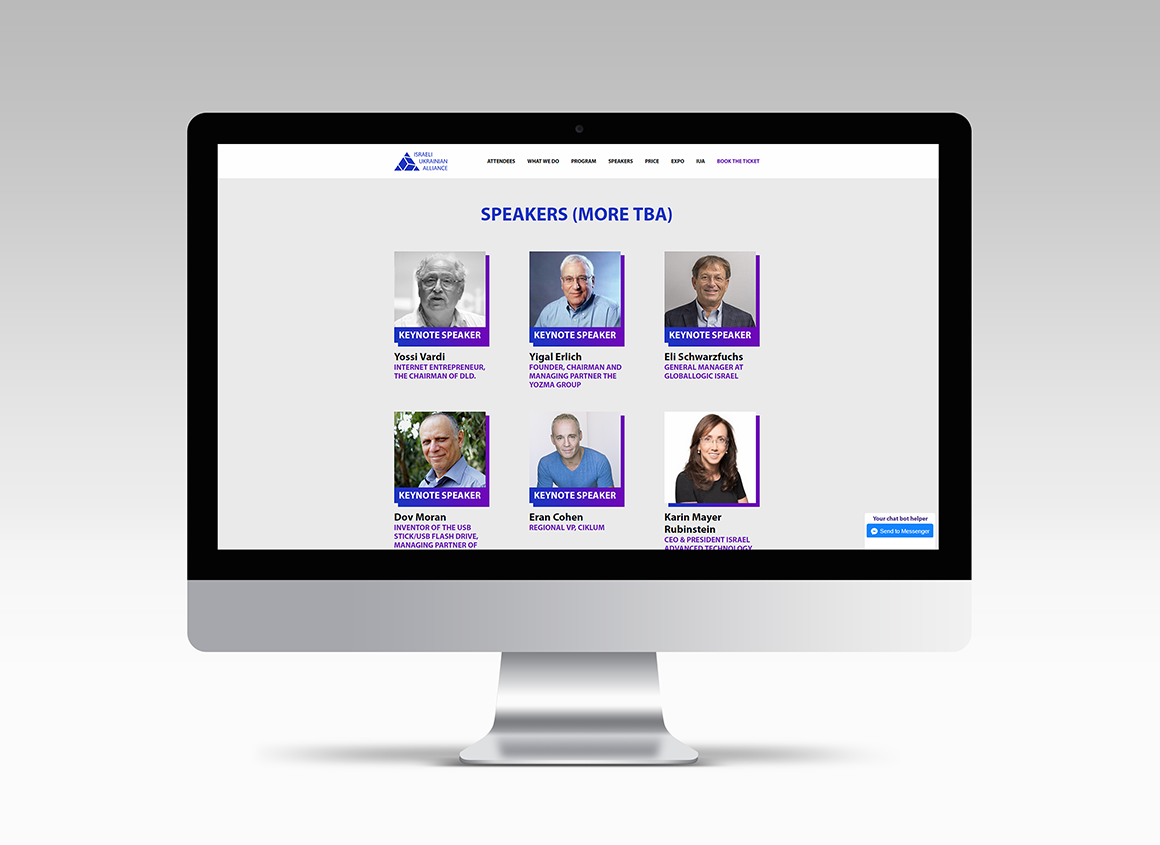 ISRAELI
UKRAINIAN
ALLIANCE
ATTENDEES WHAT WE DO PROGRAM SPEAKERS PRICE EXPO IUA BOOK THE TICKET
SPEAKERS (MORE TBA)
KEYNOTE SPEAKER
Yossi Vardi
INTERNET ENTREPRENEUR,
THE CHAIRMAN OF DLD.
KEYNOTE SPEAKER
Yigal Erlich
FOUNDER, CHAIRMAN AND
MANAGING PARTNER THE
YOZMA GROUP
KEYNOTE SPEAKER
Eli Schwarzfuchs
GENERAL MANAGER AT
GLOBALLOGIC ISRAEL
KEYNOTE SPEAKER
Dov Moran
INVENTOR OF THE USB
STICK/USB FLASH DRIVE,
MANAGING PARTNER OF
KEYNOTE SPEAKER
Eran Cohen
REGIONAL VP, CIKLUM
Karin Mayer
Rubinstein
CEO & PRESIDENT ISRAEL
ADVANCED TECHNOLOGY
Your chat bot helper
Send to Messenger